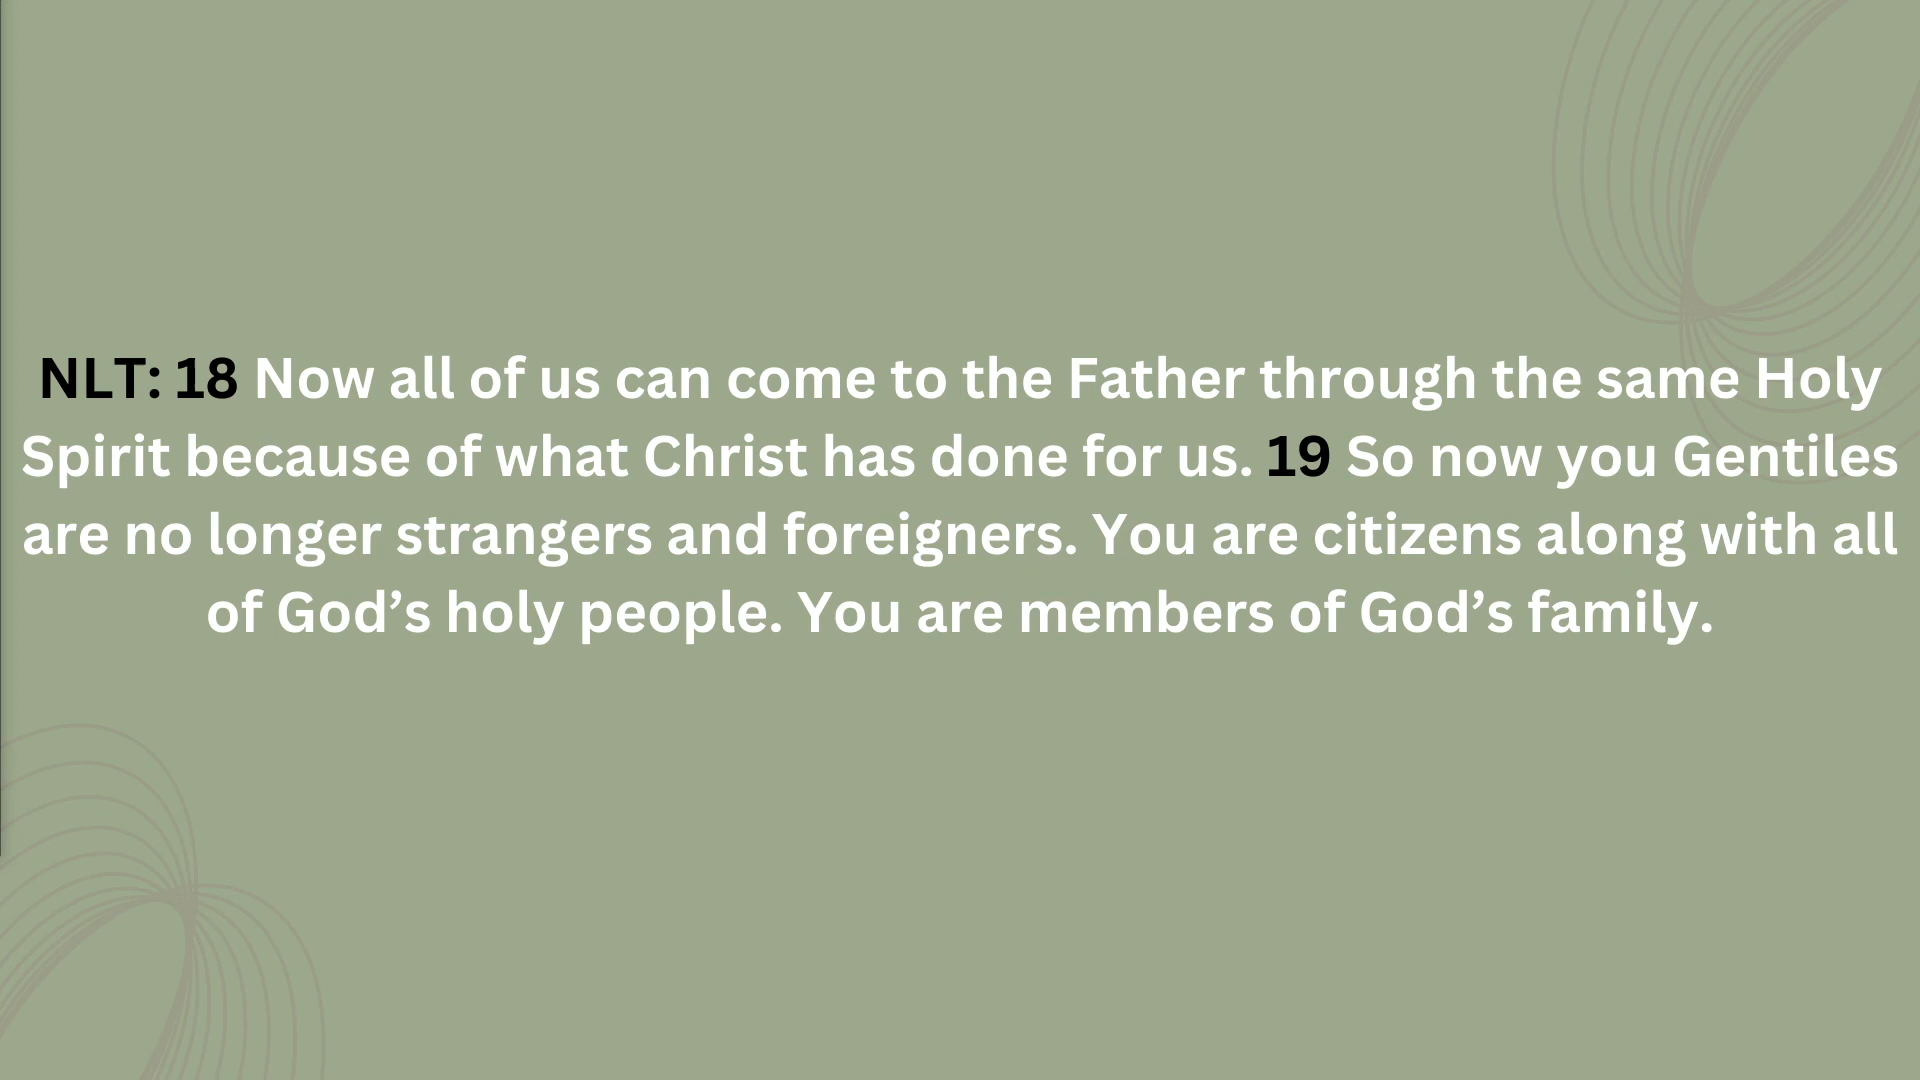 NLT: 18 Now all of us can come to the Father through the same Holy
Spirit because of what Christ has done for us. 19 So now you Gentiles
are no longer strangers and foreigners. You are citizens along with all
of God’s holy people. You are members of God’s family.